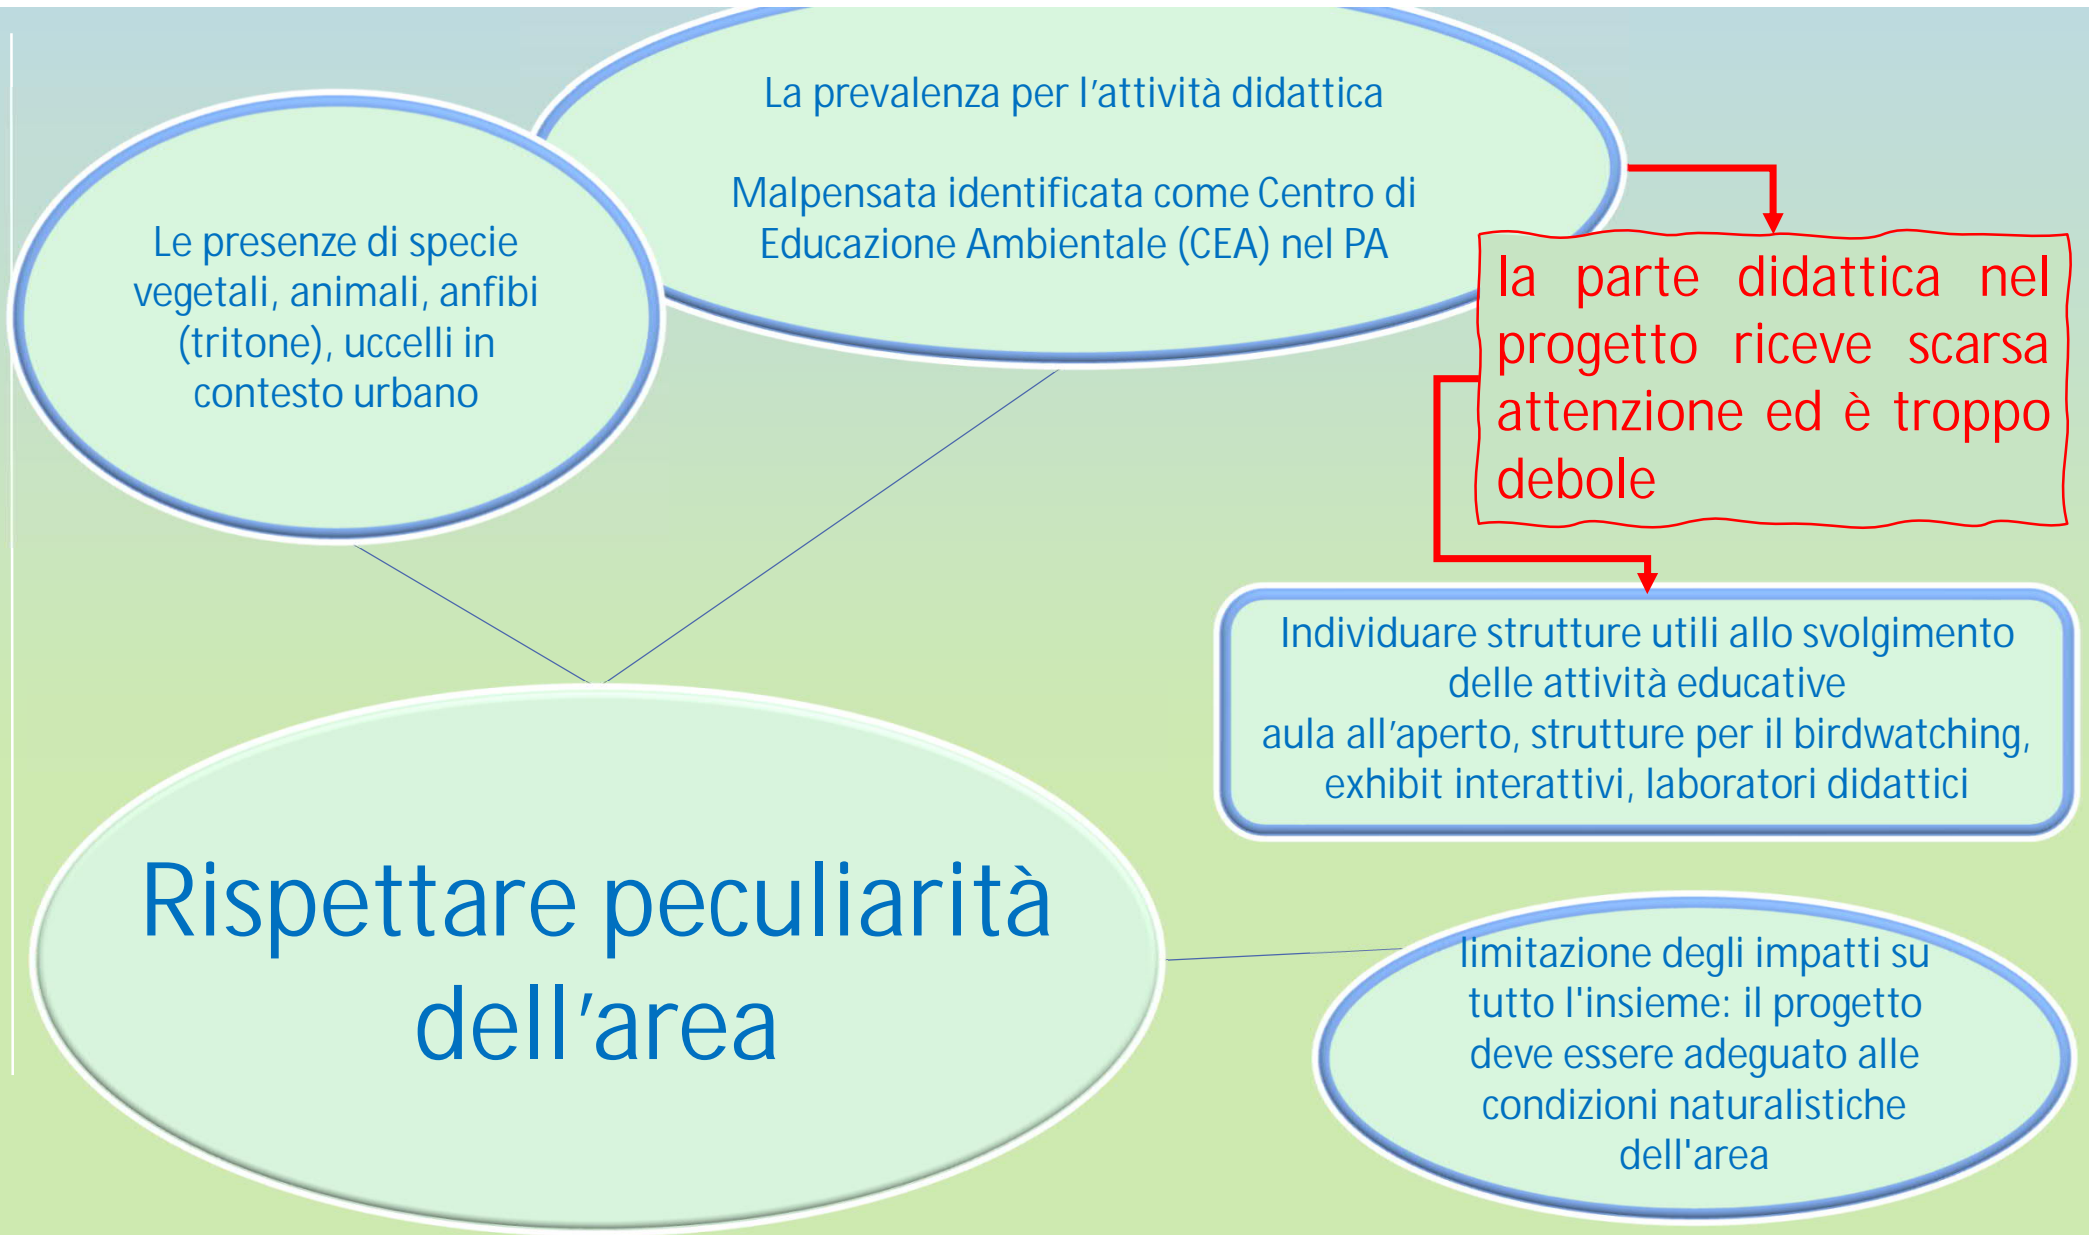 La prevalenza per l’attività didattica
Malpensata identificata come Centro di
Educazione Ambientale (CEA) nel PA
Le presenze di specie
vegetali, animali, anfibi
(tritone), uccelli in
contesto urbano
la parte didattica nel
progetto riceve scarsa
attenzione ed è troppo
debole
Individuare strutture utili allo svolgimento
delle attività educative
aula all’aperto, strutture per il birdwatching,
exhibit interattivi, laboratori didattici
Rispettare peculiarità
dell’area
limitazione degli impatti su
tutto l'insieme: il progetto
deve essere adeguato alle
condizioni naturalistiche
dell'area